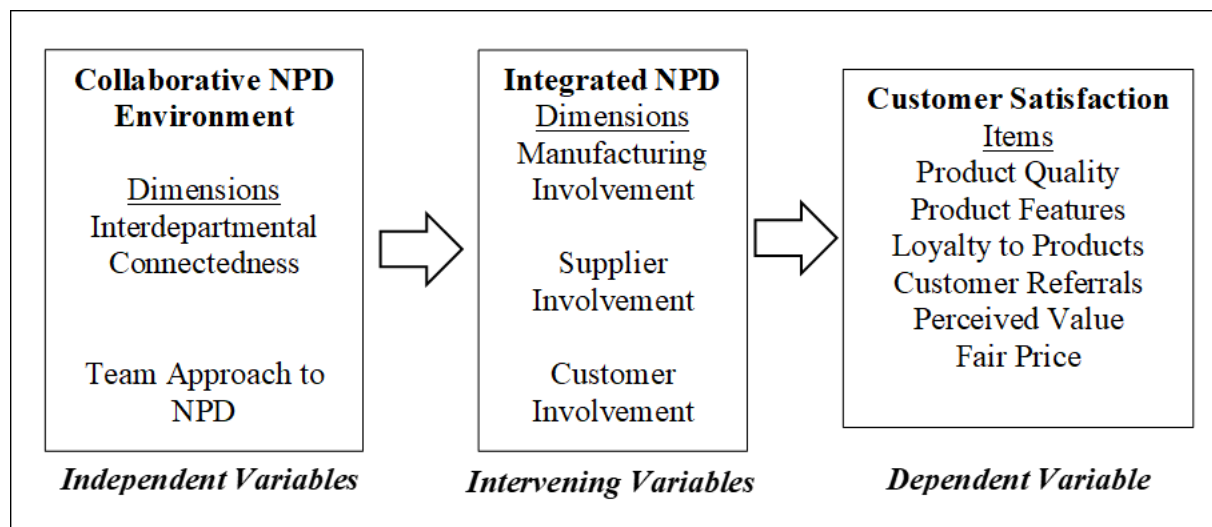 Collaborative NPD
Environment
Dimensions
Interdepartmental
Connectedness
Team Approach to
NPD
Independent Variables
Integrated NPD
Dimensions
Manufacturing
Involvement
Supplier
Involvement
Customer
Involvement
Intervening Variables
Customer Satisfaction
Items
Product Quality
Product Features
Loyalty to Products
Customer Referrals
Perceived Value
Fair Price
Dependent Variable